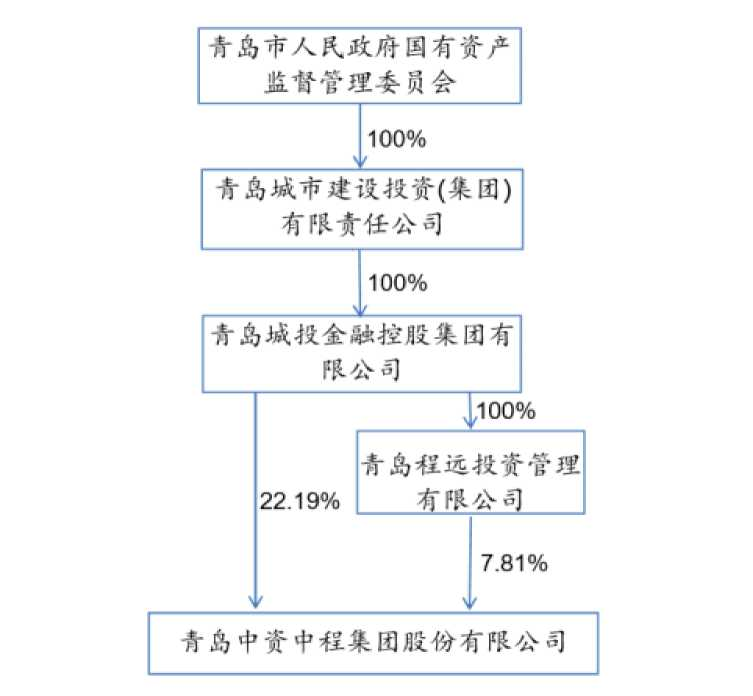 青岛市人民政府国有资产
监督管理委员会
100%
青岛城市建设投资(集团)
有限责任公司
100%
青岛城投金融控股集团有
限公司
100%
青岛程远投资管理
有限公司
22.19%
7.81%
青岛中资中程集团股份有限公司